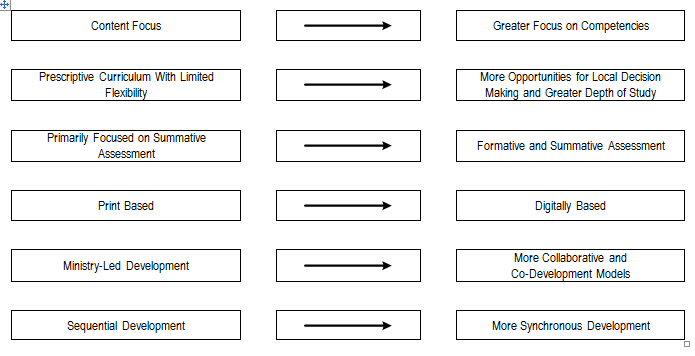 Content Focus
Greater Focus on Competencies
Prescriptive Curriculum With Limited
Flexibility
More Opportunities for Local Decision
Making and Greater Depth of Study
Primarily Focused on Summative
Assessment
Formative and Summative Assessment
Print Based
Digitally Based
Ministry-Led Development
More Collaborative and
Co-Development Models
Sequential Development
More Synchronous Development